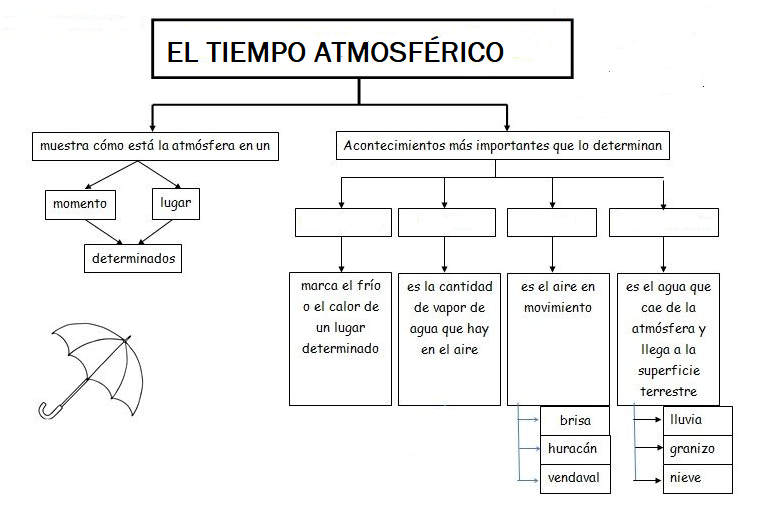 EL TIEMPO ATMOSFÉRICO
muestra cómo está la atmósfera en un
momento
lugar
determinados
Acontecimientos más importantes que lo determinan
marca el frío
o el calor de
un lugar
determinado
es la cantidad
de vapor de
agua que hay
en el aire
es el aire en
movimiento
es el agua que
cae de la
atmósfera y
llega a la
superficie
terrestre
brisa
huracán
vendaval
lluvia
granizo
nieve